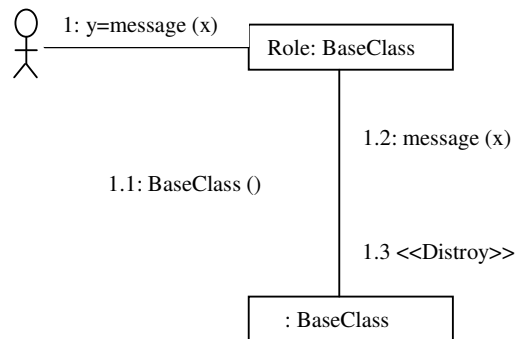 1: y=message (x)
Role: BaseClass
1.2: message (x)
1.1: BaseClass ()
1.3 <<Distroy>>
: BaseClass